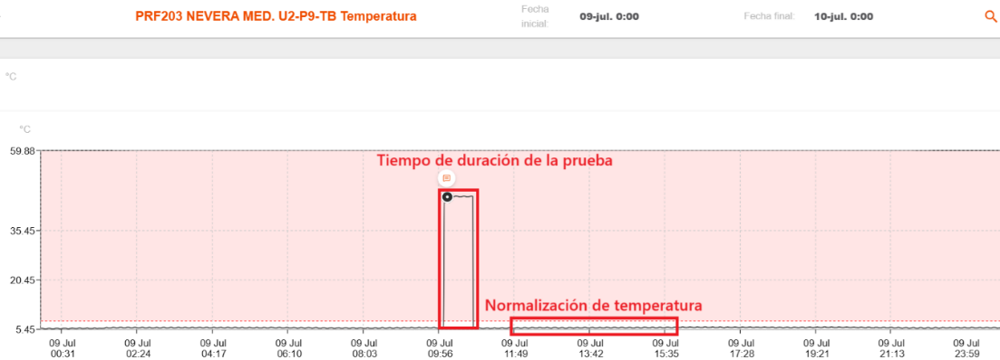 PRF203 NEVERA MED. U2-P9-TB Temperatura
Fecha
inicial:
09-jul. 0:00
Fecha final:
10-jul. 0:00
°C
°C
59.88
Tiempo de duración de la prueba
35.45
20.45
Normalización de temperatura
5.45
09 Jul 09 Jul 09 Jul 09 Jul 09 Jul 09 Jul 09 Jul 09 Jul 09 Jul 09 Jul 09 Jul 09 Jul 09 Jul
00:31 02:24 04:17 06:10 08:03 09:56 11:49 13:42 15:35 17:28 19:21 21:13 23:59